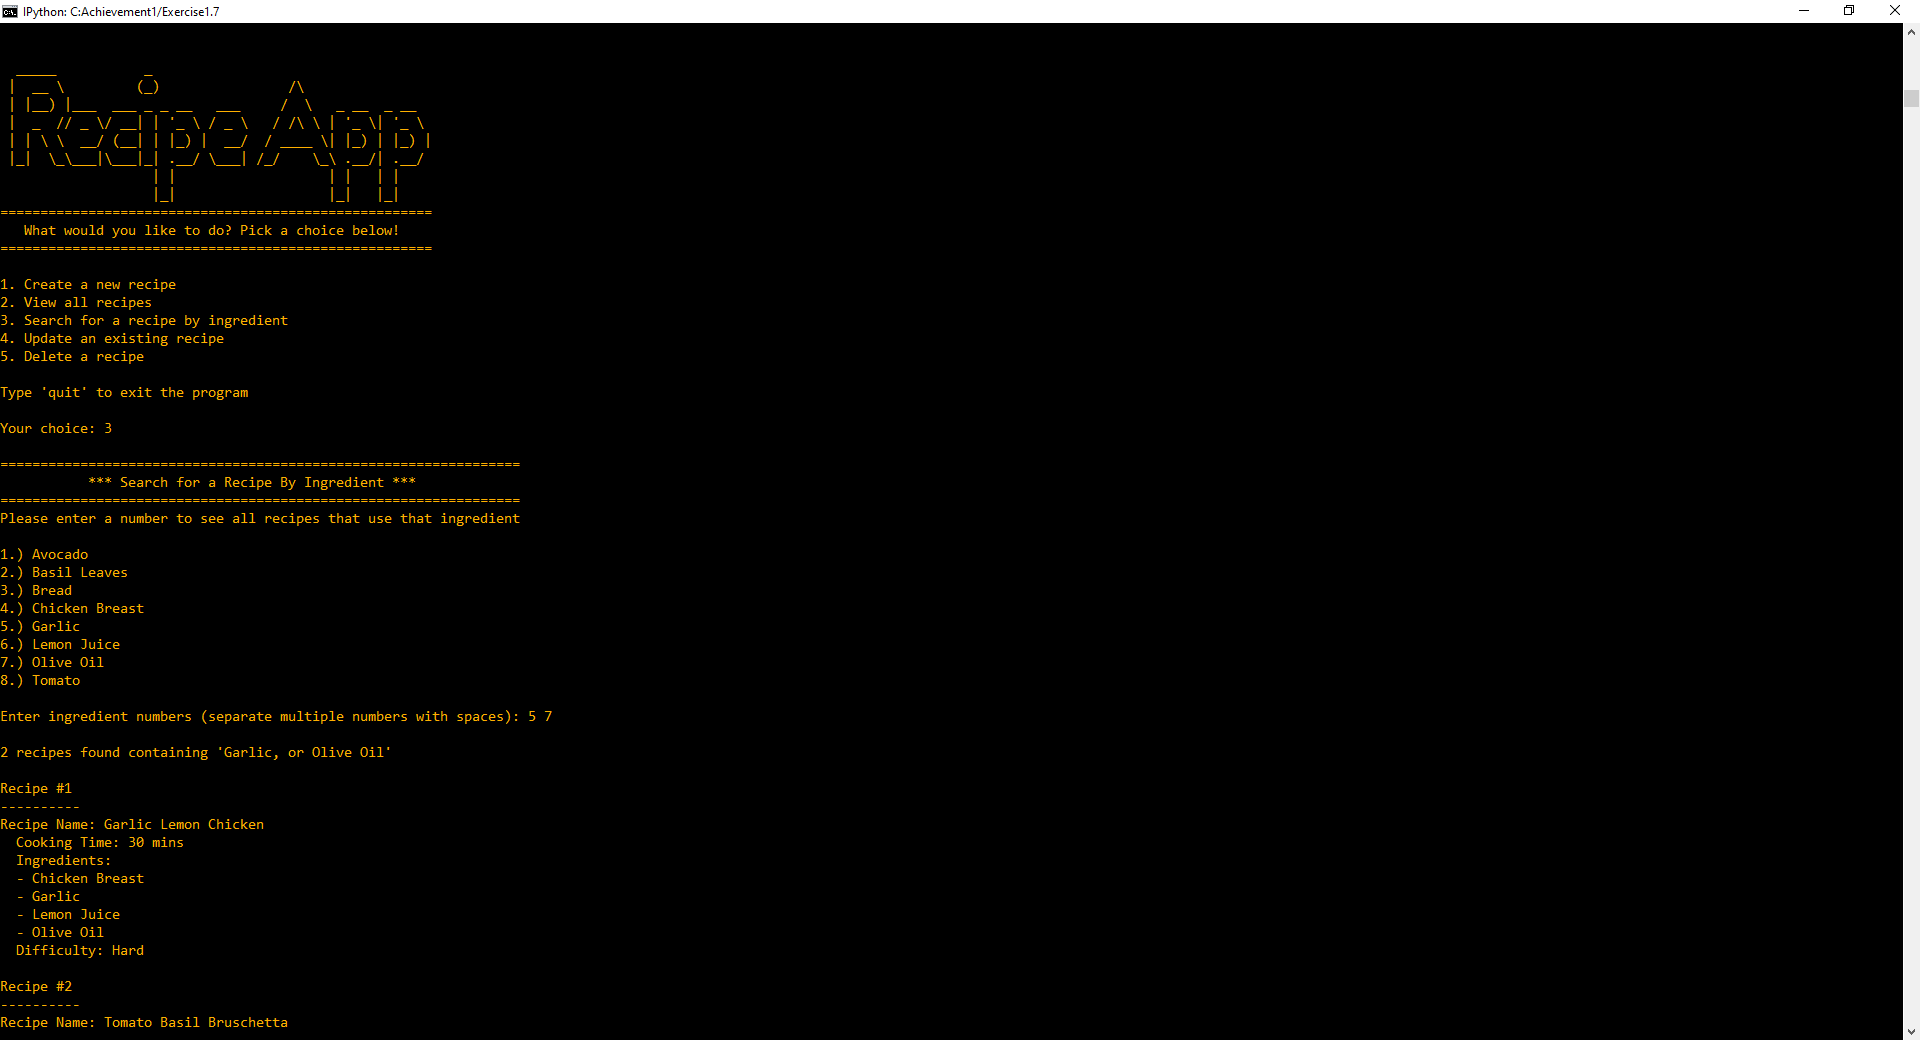 IPython: C:Achievement1/Exercise1.7
Recipe App
======================================================
What would you like to do? Pick a choice below!
======================================================
1. Create a new recipe
2. View all recipes
3. Search for a recipe by ingredient
4. Update an existing recipe
5. Delete a recipe
Type 'quit' to exit the program
Your choice: 3
=================================================================
*** Search for a Recipe By Ingredient ***
=================================================================
Please enter a number to see all recipes that use that ingredient
1.) Avocado
2.) Basil Leaves
3.) Bread
4.) Chicken Breast
5.) Garlic
6.) Lemon Juice
7.) Olive Oil
8.) Tomato
Enter ingredient numbers (separate multiple numbers with spaces): 5 7
2 recipes found containing 'Garlic, or Olive Oil'
Recipe #1
----------
Recipe Name: Garlic Lemon Chicken
Cooking Time: 30 mins
Ingredients:
- Chicken Breast
- Garlic
- Lemon Juice
- Olive Oil
Difficulty: Hard
Recipe #2
----------
Recipe Name: Tomato Basil Bruschetta